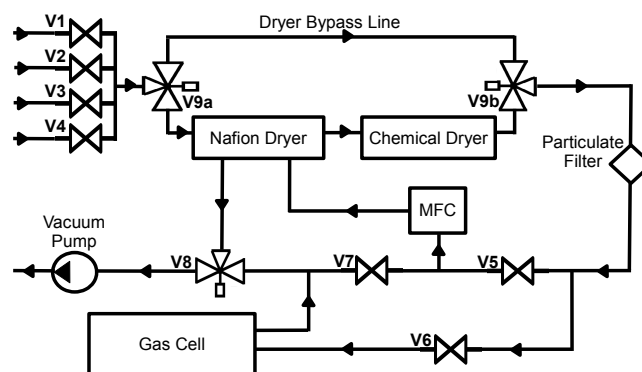 V1
Dryer Bypass Line
V2
V3
V9a
V9b
V4
Nafion Dryer
Chemical Dryer
Particulate
Filter
MFC
Vacuum
Pump
V8
V7
V5
Gas Cell
V6